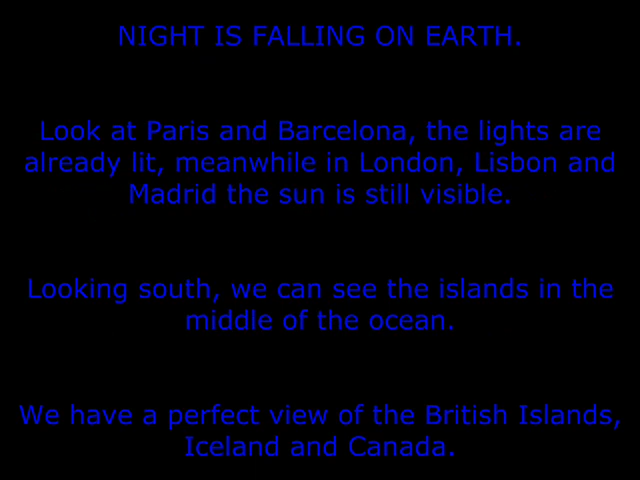 NIGHT IS FALLING ON EARTH.
Look at Paris and Barcelona, the lights are
already lit, meanwhile in London, Lisbon and
Madrid the sun is still visible.
Looking south, we can see the islands in the
middle of the ocean.
We have a perfect view of the British Islands,
Iceland and Canada.